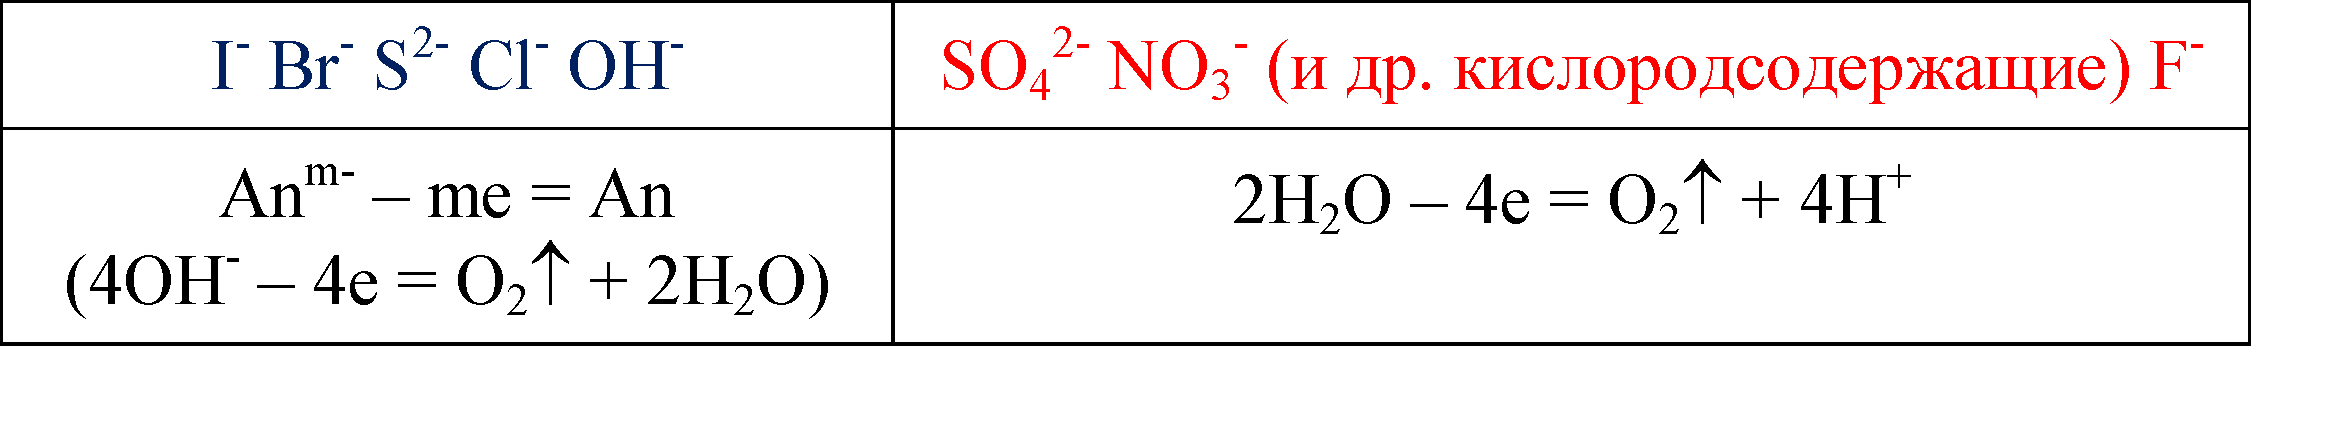 I⁻ Br⁻ S²⁻ Cl⁻ OH⁻
SO₄²⁻ NO₃⁻ (и др. кислородсодержащие) F⁻
Anᵐ⁻ – me = An
(4OH⁻ – 4e = O₂↑ + 2H₂O)
2H₂O – 4e = O₂↑ + 4H⁺